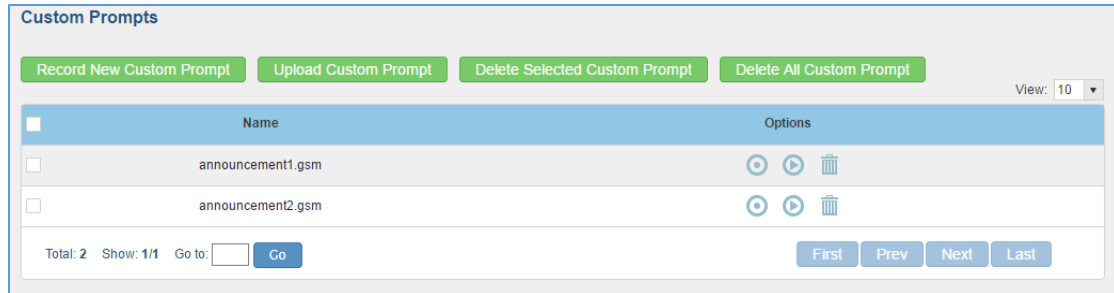 Custom Prompts
Record New Custom Prompt Upload Custom Prompt Delete Selected Custom Prompt Delete All Custom Prompt
View: 10
Name Options
announcement1.gsm
announcement2.gsm
Total: 2 Show: 1/1 Go to: Go First Prev Next Last